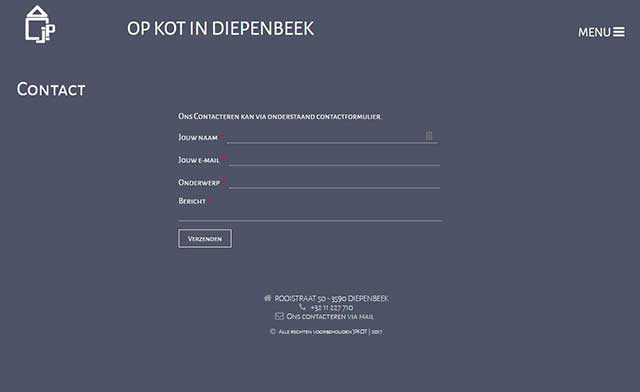 jp
OP KOT IN DIEPENBEEK
MENU
Contact
Ons Contacteren kan via onderstaand contactformulier.
Jouw naam *
Jouw e-mail *
Onderwerp *
Bericht *
Verzenden
ROOISTRAAT 50 - 3590 DIEPENBEEK
+32 11 227 710
Ons contacteren via mail
© Alle rechten voorbehouden JPKOT | 2017